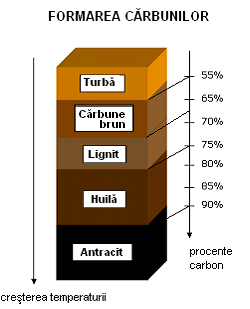 FORMAREA CĂRBUNILOR
Turbă
Cărbune
brun
Lignit
Huilă
Antracit
55%
65%
70%
75%
80%
85%
90%
procente
carbon
creşterea temperaturii